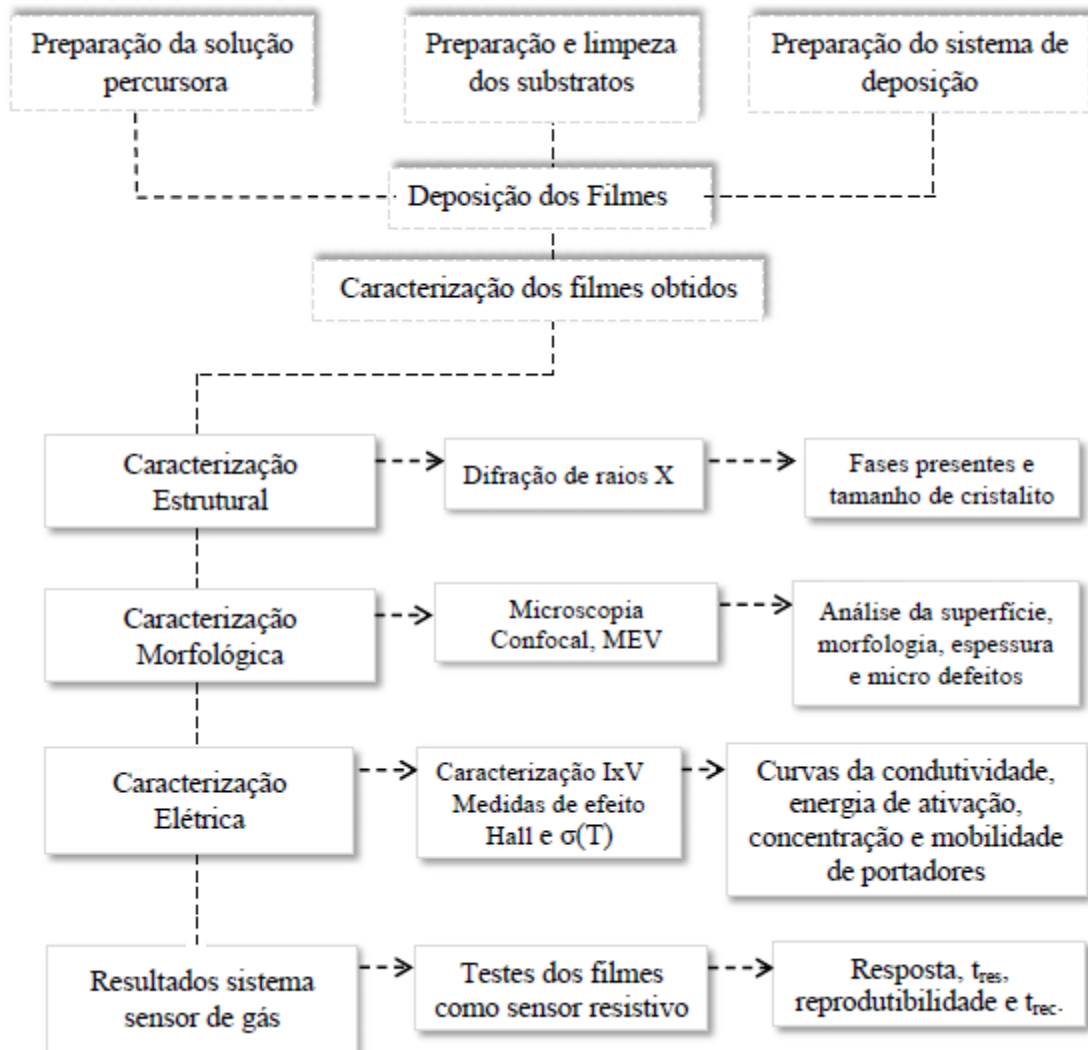 Preparação da solução
percursora
Preparação e limpeza
dos substratos
Preparação do sistema de
deposição
Deposição dos Filmes
Caracterização dos filmes obtidos
Caracterização
Estrutural
Difração de raios X
Fases presentes e
tamanho de cristalito
Caracterização
Morfológica
Microscopia
Confocal, MEV
Análise da superfície,
morfologia, espessura
e micro defeitos
Caracterização
Elétrica
Caracterização IxV
Medidas de efeito
Hall e σ(T)
Curvas da condutividade,
energia de ativação,
concentração e mobilidade
de portadores
Resultados sistema
sensor de gás
Testes dos filmes
como sensor resistivo
Resposta, tres,
reprodutibilidade e trec.